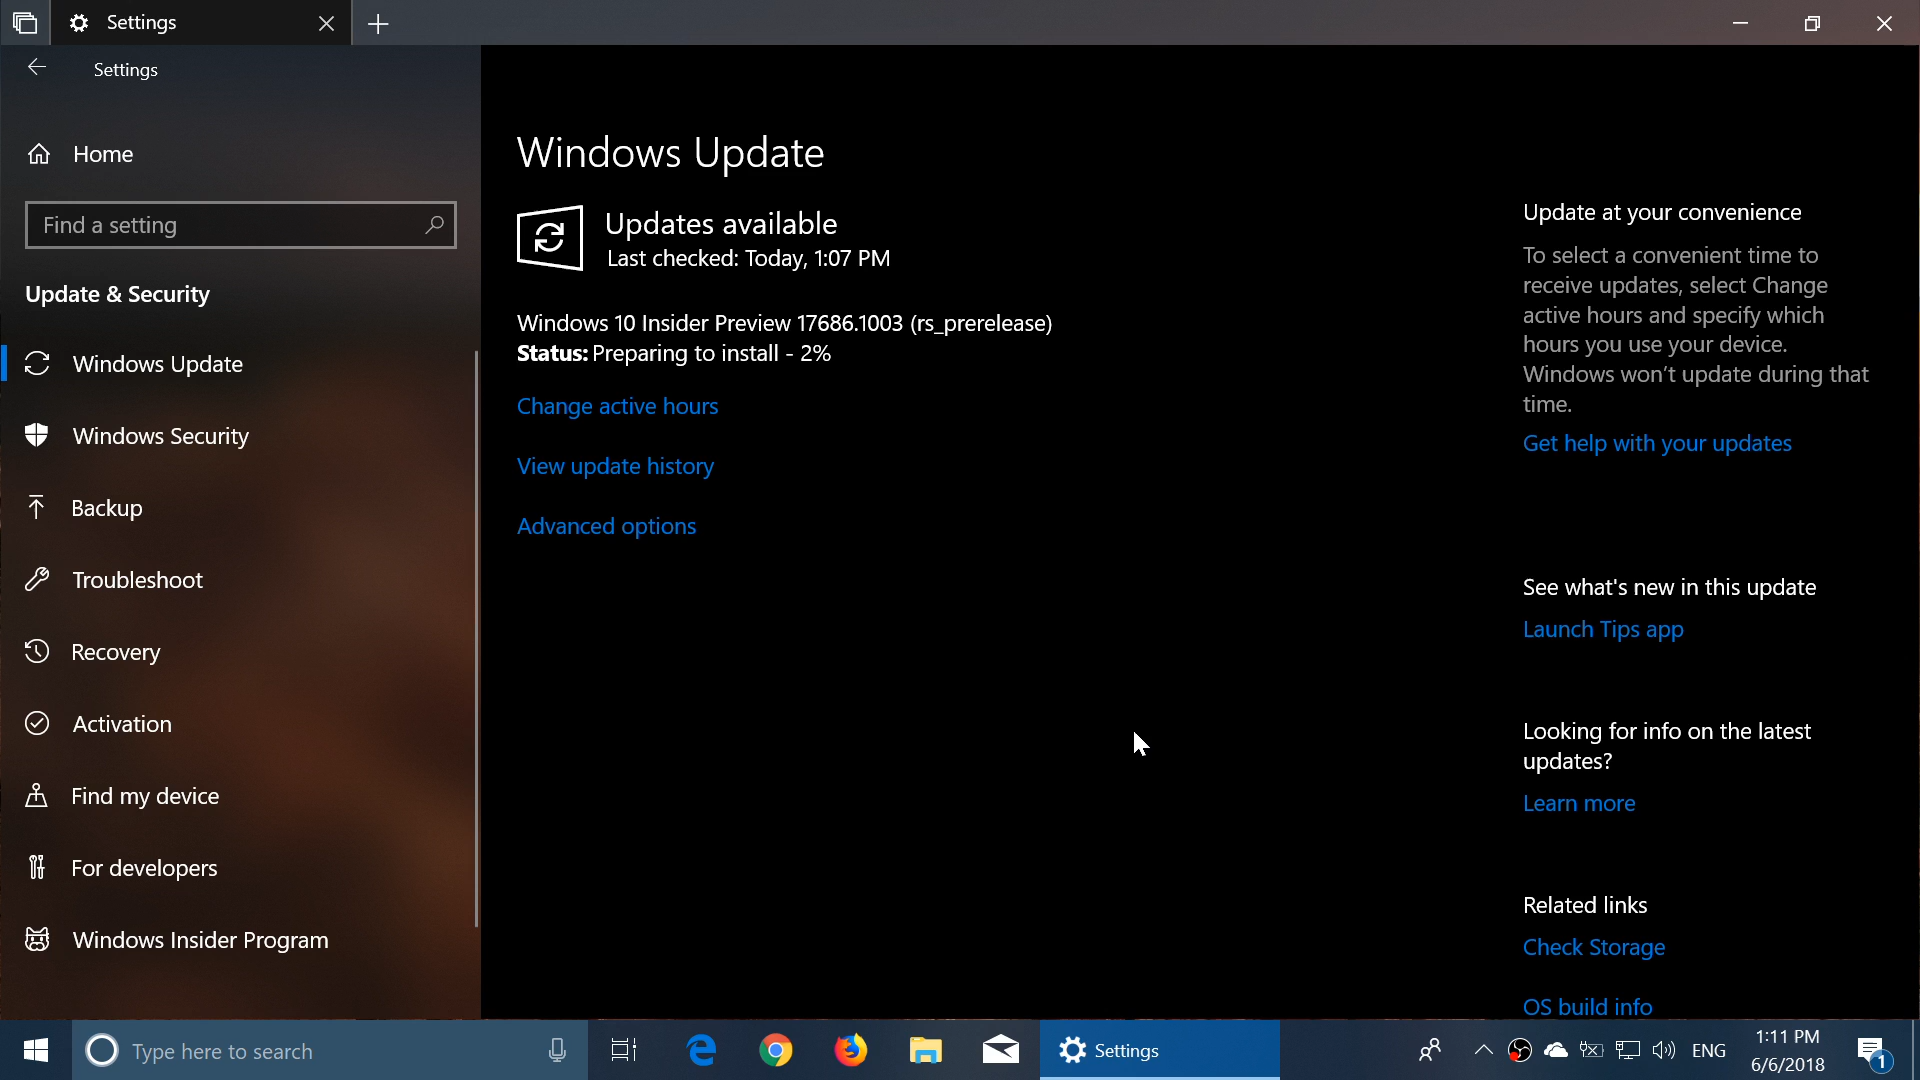 Settings
Settings
Home
Find a setting
Update & Security
Windows Update
Windows Security
Backup
Troubleshoot
Recovery
Activation
Find my device
For developers
Windows Insider Program
Windows Update
Updates available
Last checked: Today, 1:07 PM
Windows 10 Insider Preview 17686.1003 (rs_prerelease)
Status: Preparing to install - 2%
Change active hours
View update history
Advanced options
Update at your convenience
To select a convenient time to
receive updates, select Change
active hours and specify which
hours you use your device.
Windows won't update during that
time.
Get help with your updates
See what's new in this update
Launch Tips app
Looking for info on the latest
updates?
Learn more
Related links
Check Storage
OS build info
Type here to search
Settings
ENG
1:11 PM
6/6/2018
1